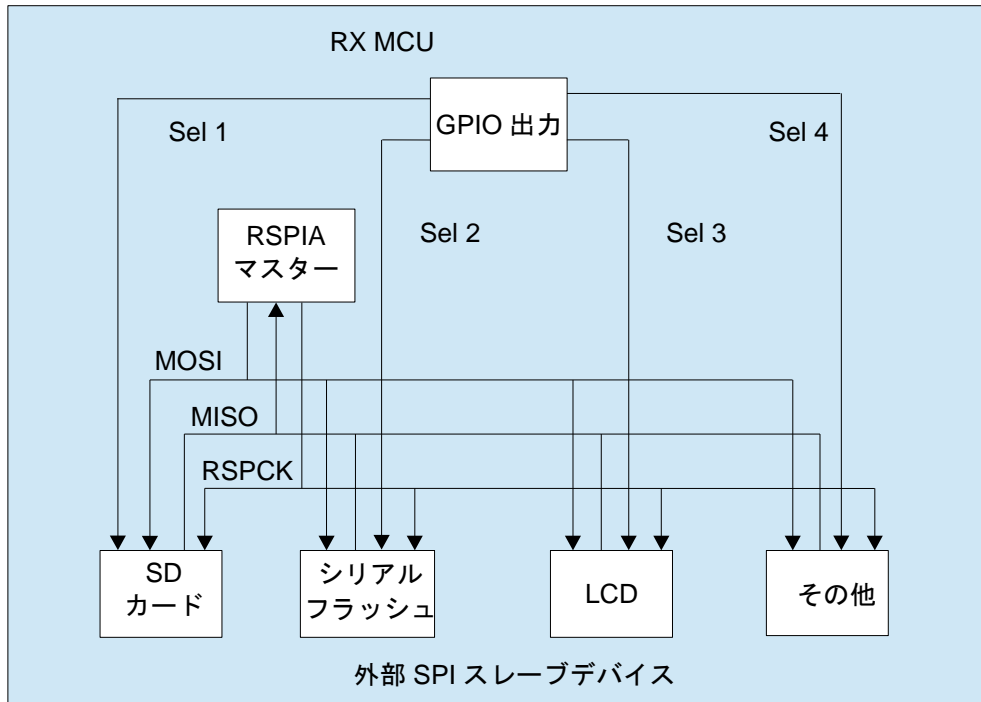 RX MCU
GPIO 出力
Sel 1
Sel 4
RSPIA
マスター
Sel 2
Sel 3
MOSI
MISO
RSPCK
SD
カード
シリアル
フラッシュ
LCD
その他
外部 SPI スレーブデバイス